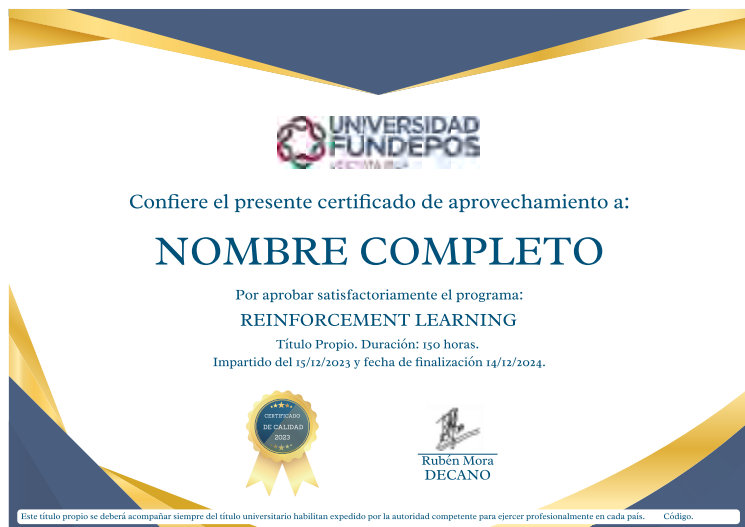 UNIVERSIDAD
FUNDEPOS
Confiere el presente certificado de aprovechamiento a:
NOMBRE COMPLETO
Por aprobar satisfactoriamente el programa:
REINFORCEMENT LEARNING
Título Propio. Duración: 150 horas.
Impartido del 15/12/2023 y fecha de finalización 14/12/2024.
CERTIFICADO
DE CALIDAD
2023
Rubén Mora
DECANO
Este título propio se deberá acompañar siempre del título universitario habilitan expedido por la autoridad competente para ejercer profesionalmente en cada país. Código.